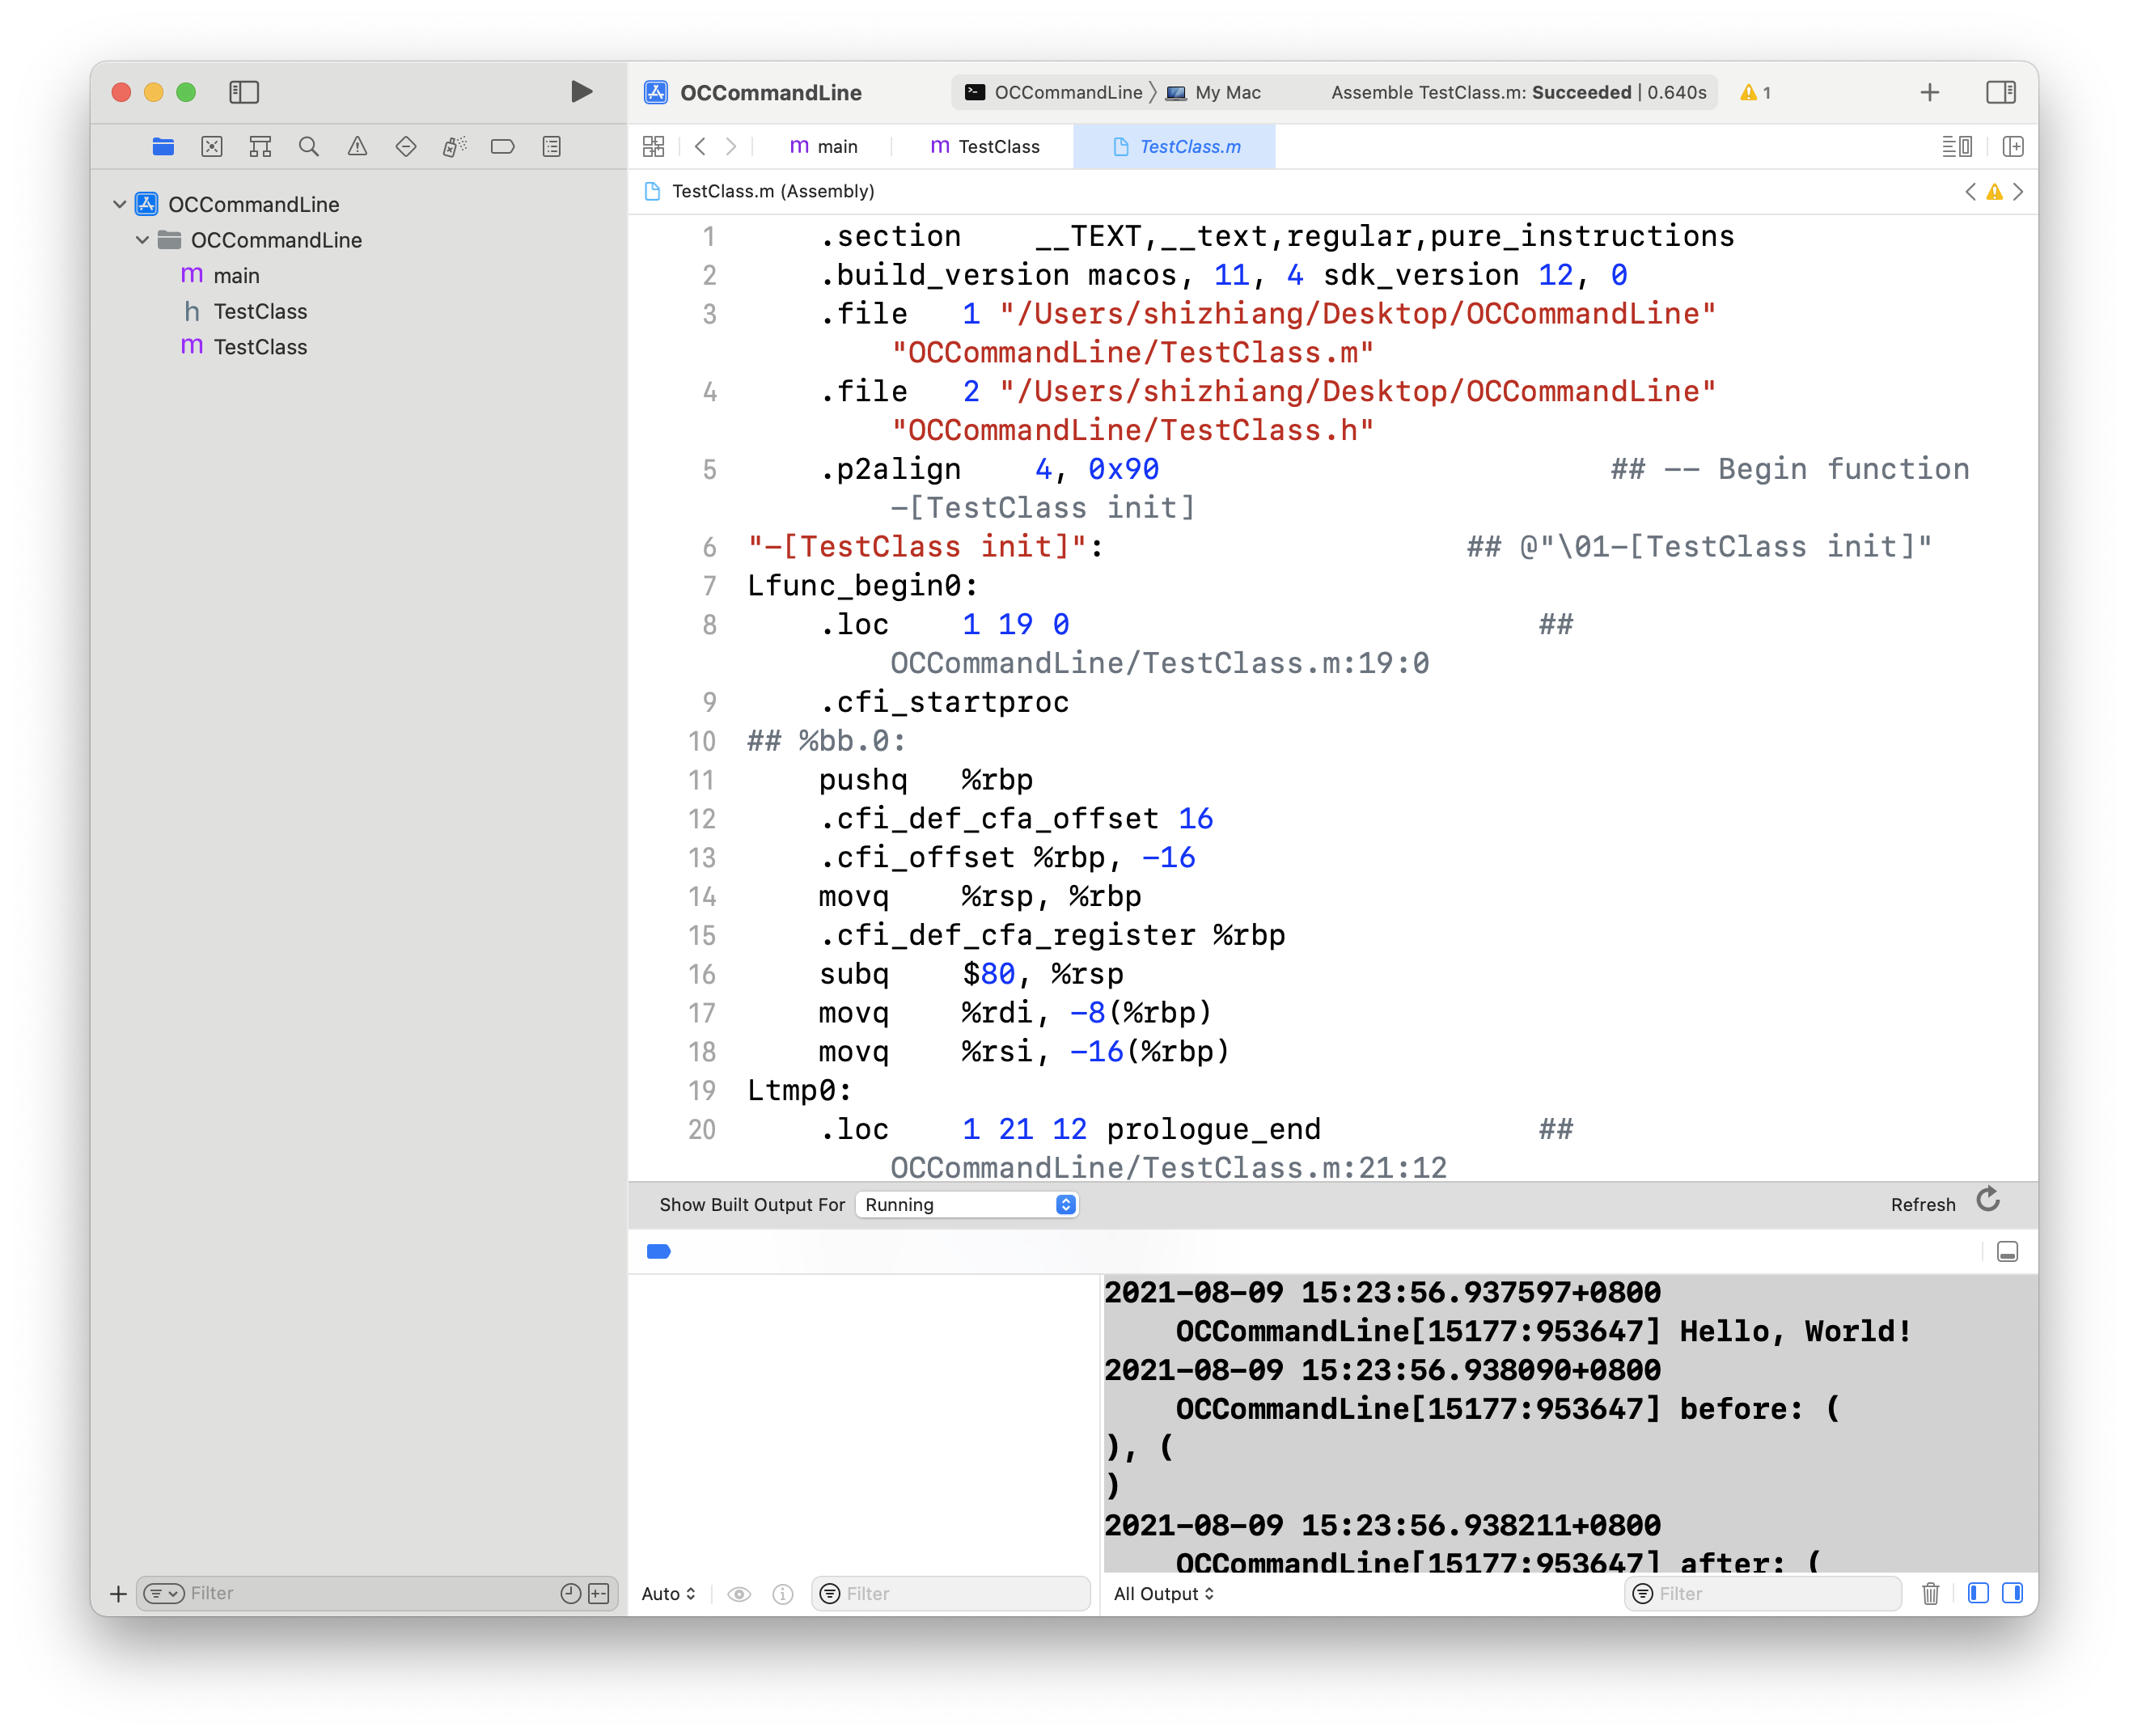 OCCommandLine
OCCommandLine 〉 My Mac
Assemble TestClass.m: Succeeded | 0.640s
1
main
TestClass
TestClass.m
OCCommandLine
OCCommandLine
m main
h TestClass
m TestClass
TestClass.m (Assembly)
1 .section __TEXT,__text,regular,pure_instructions
2 .build_version macos, 11, 4 sdk_version 12, 0
3 .file 1 "/Users/shizhiang/Desktop/OCCommandLine"
"OCCommandLine/TestClass.m"
4 .file 2 "/Users/shizhiang/Desktop/OCCommandLine"
"OCCommandLine/TestClass.h"
5 .p2align 4, 0x90 ## -- Begin function
-[TestClass init]
6 "-[TestClass init]": ## @"\01-[TestClass init]"
7 Lfunc_begin0:
8 .loc 1 19 0 ##
OCCommandLine/TestClass.m:19:0
9 .cfi_startproc
10 ## %bb.0:
11 pushq %rbp
12 .cfi_def_cfa_offset 16
13 .cfi_offset %rbp, -16
14 movq %rsp, %rbp
15 .cfi_def_cfa_register %rbp
16 subq $80, %rsp
17 movq %rdi, -8(%rbp)
18 movq %rsi, -16(%rbp)
19 Ltmp0:
20 .loc 1 21 12 prologue_end ##
OCCommandLine/TestClass.m:21:12
Show Built Output For Running
Refresh
2021-08-09 15:23:56.937597+0800
OCCommandLine[15177:953647] Hello, World!
2021-08-09 15:23:56.938090+0800
OCCommandLine[15177:953647] before: (
), (
)
2021-08-09 15:23:56.938211+0800
OCCommandLine[15177:953647] after: (
Filter
Auto
Filter
All Output
Filter